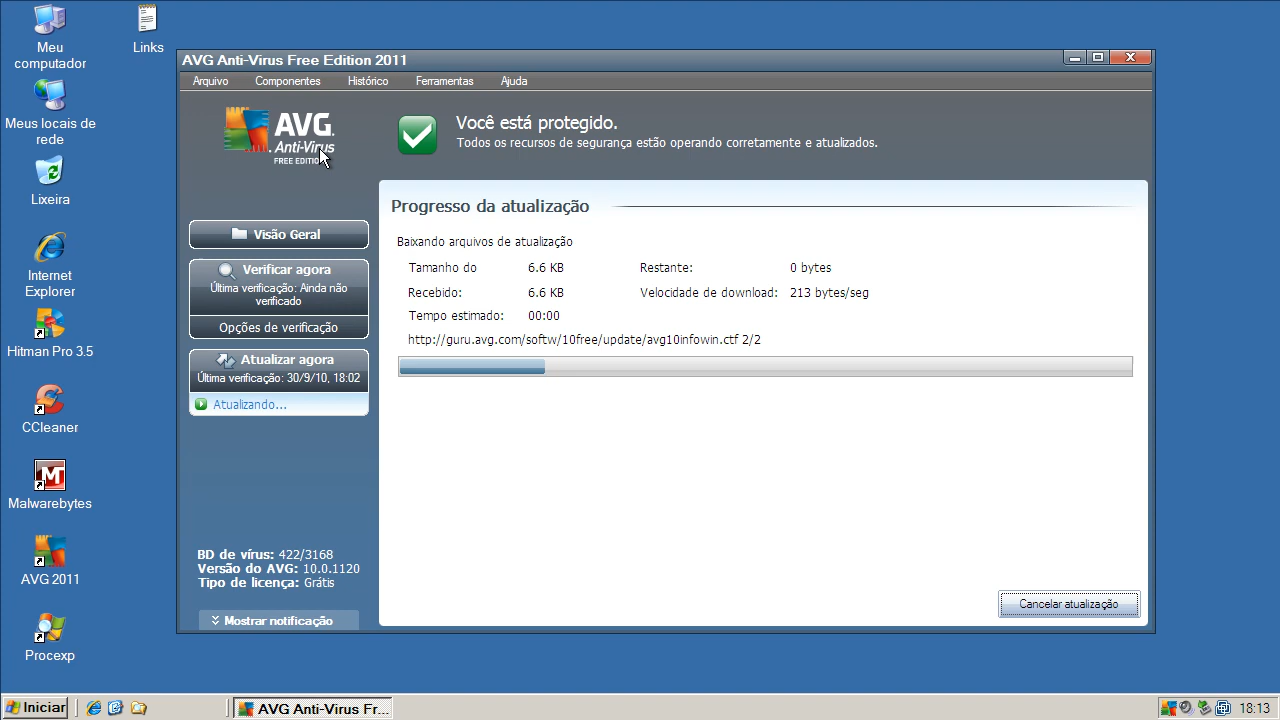 Meu
computador
Links
Meus locais de
rede
Lixeira
Internet
Explorer
Hitman Pro 3.5
CCleaner
Malwarebytes
AVG 2011
Procexp
AVG Anti-Virus Free Edition 2011
Arquivo Componentes Histórico Ferramentas Ajuda
AVG.
Anti-Virus
FREE EDITION
Você está protegido.
Todos os recursos de segurança estão operando corretamente e atualizados.
Visão Geral
Verificar agora
Última verificação: Ainda não
verificado
Opções de verificação
Atualizar agora
Última verificação: 30/9/10, 18:02
Atualizando...
BD de vírus: 422/3168
Versão do AVG: 10.0.1120
Tipo de licença: Grátis
Mostrar notificação
Progresso da atualização
Baixando arquivos de atualização
Tamanho do 6.6 KB Restante: 0 bytes
Recebido: 6.6 KB Velocidade de download: 213 bytes/seg
Tempo estimado: 00:00
http://guru.avg.com/softw/10free/update/avg10infowin.ctf 2/2
Cancelar atualização
Iniciar
AVG Anti-Virus Fr...
18:13